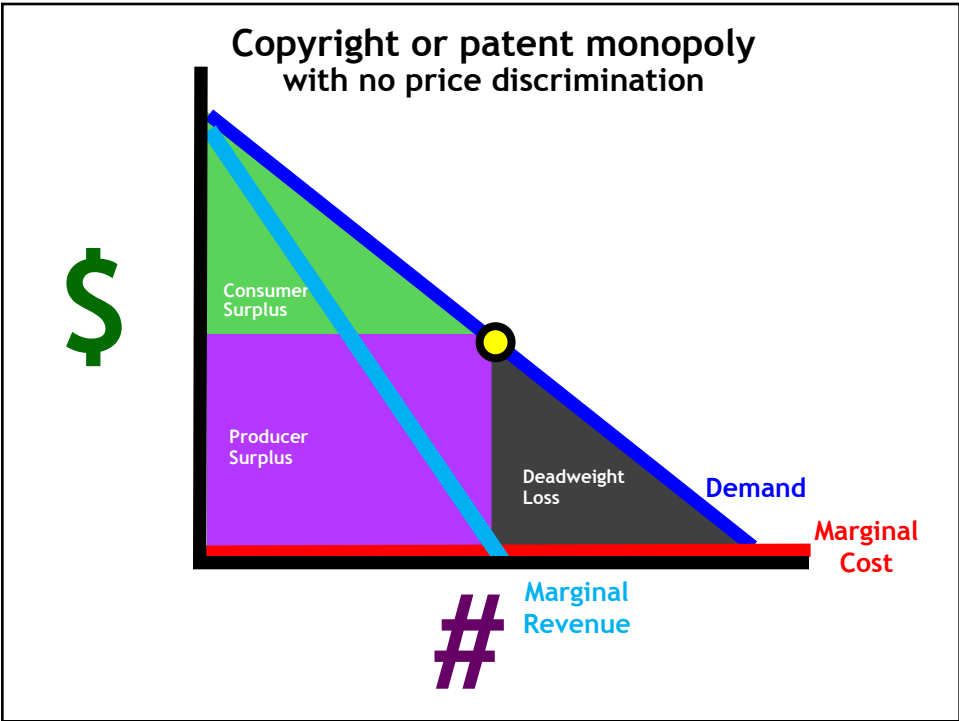 Copyright or patent monopoly
with no price discrimination
$
Consumer
Surplus
Producer
Surplus
Deadweight
Loss
Demand
Marginal
Cost
Marginal
Revenue
#